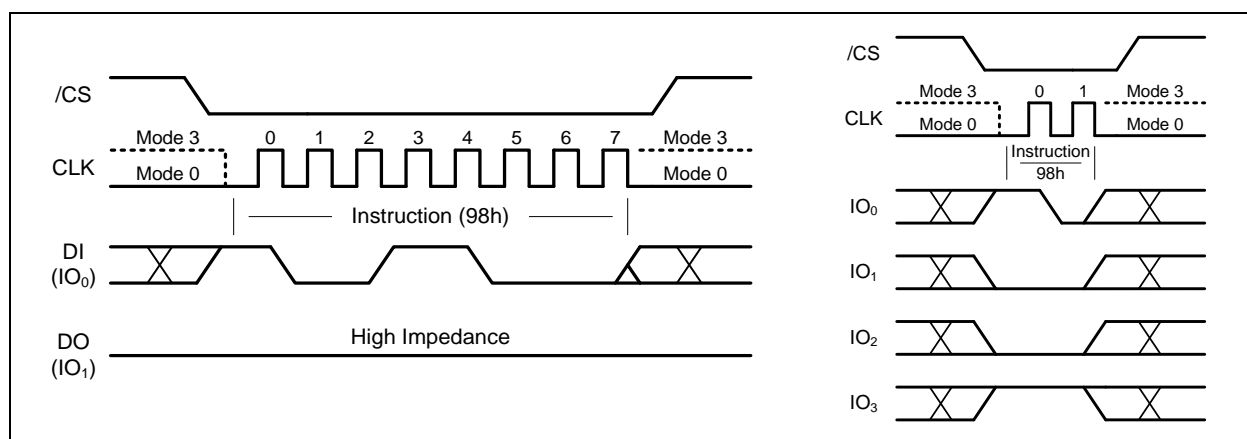 /CS
Mode 3 0 1 2 3 4 5 6 7 Mode 3
CLK
Mode 0 Mode 0
Instruction (98h)
DI
(IO0)
High Impedance
DO
(IO1)
/CS
Mode 3 0 1 Mode 3
CLK
Mode 0 Mode 0
Instruction
98h
IO0
IO1
IO2
IO3